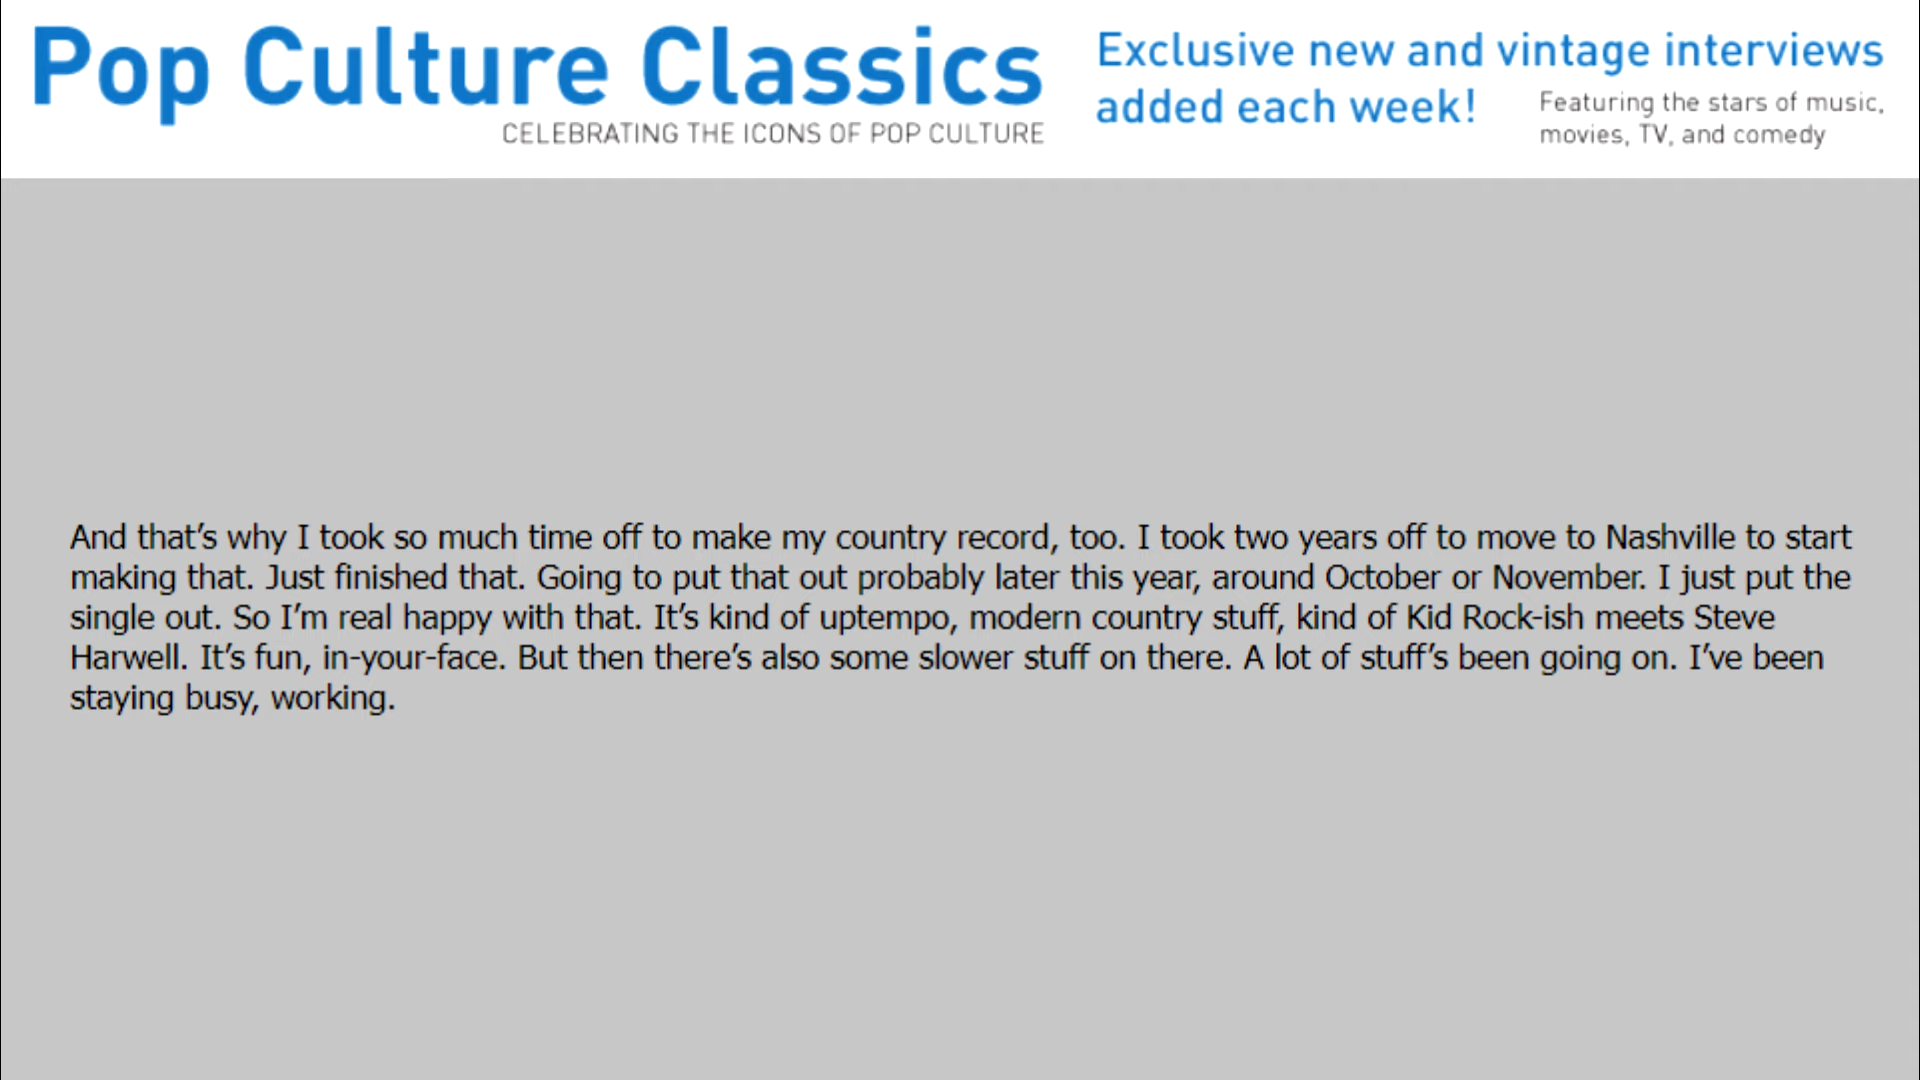 Pop Culture Classics
CELEBRATING THE ICONS OF POP CULTURE
Exclusive new and vintage interviews
added each week!
Featuring the stars of music,
movies, TV, and comedy
And that’s why I took so much time off to make my country record, too. I took two years off to move to Nashville to start
making that. Just finished that. Going to put that out probably later this year, around October or November. I just put the
single out. So I’m real happy with that. It’s kind of uptempo, modern country stuff, kind of Kid Rock-ish meets Steve
Harwell. It’s fun, in-your-face. But then there’s also some slower stuff on there. A lot of stuff’s been going on. I’ve been
staying busy, working.